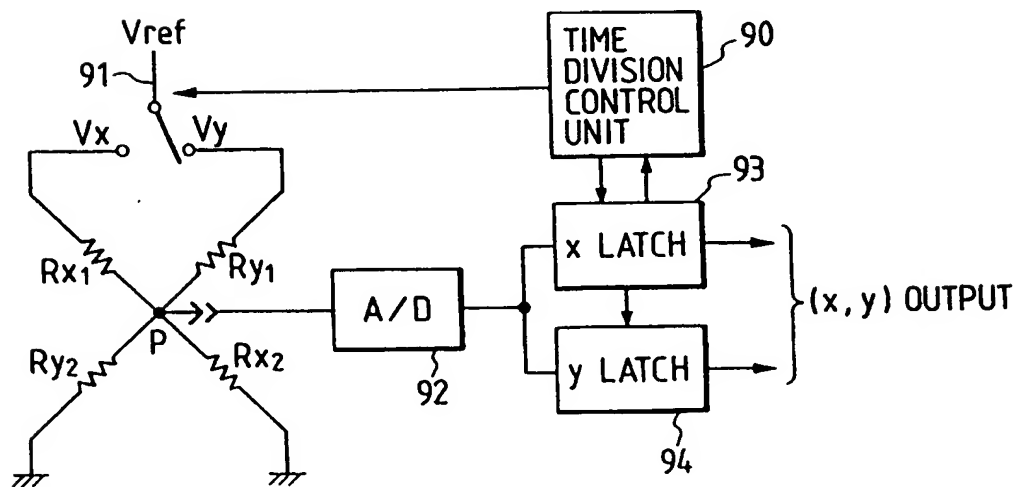 Vref
91
Vx
Vy
TIME
DIVISION
CONTROL
UNIT
90
93
x LATCH
Rx1
Ry1
A/D
P
(x, y) OUTPUT
Ry2
Rx2
92
y LATCH
94